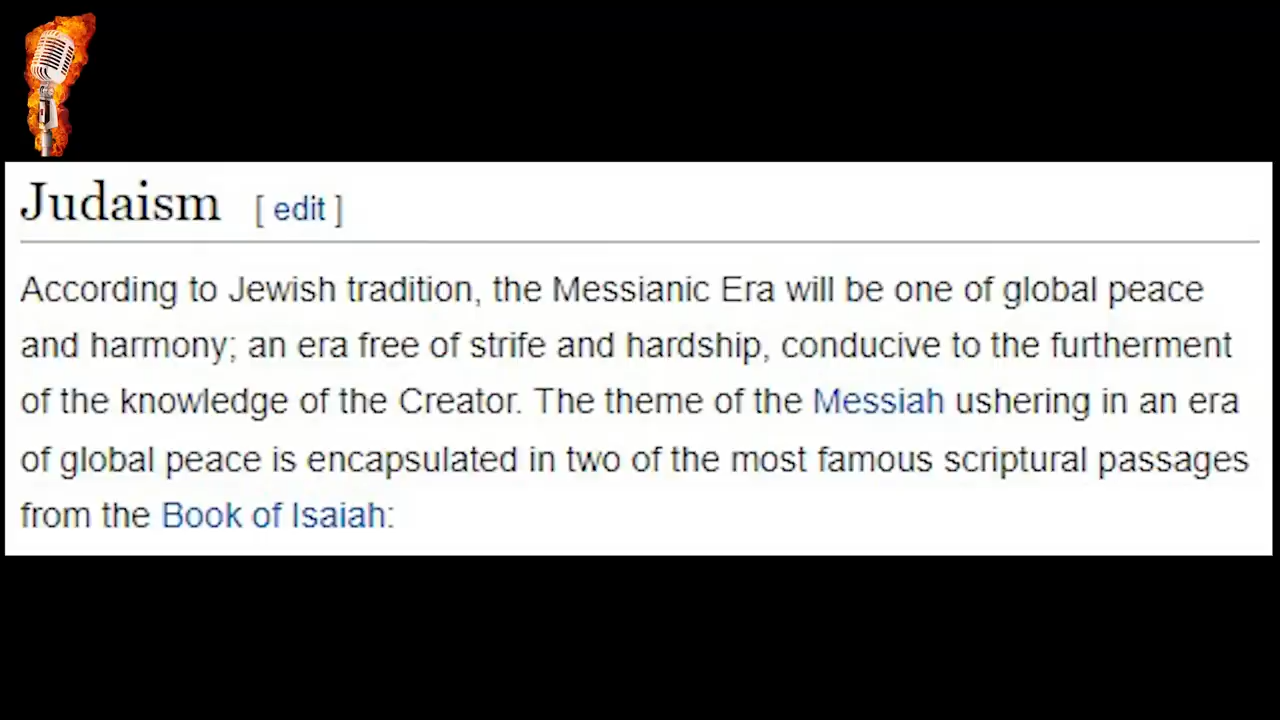 Judaism [ edit ]
According to Jewish tradition, the Messianic Era will be one of global peace
and harmony; an era free of strife and hardship, conducive to the furtherment
of the knowledge of the Creator. The theme of the Messiah ushering in an era
of global peace is encapsulated in two of the most famous scriptural passages
from the Book of Isaiah: